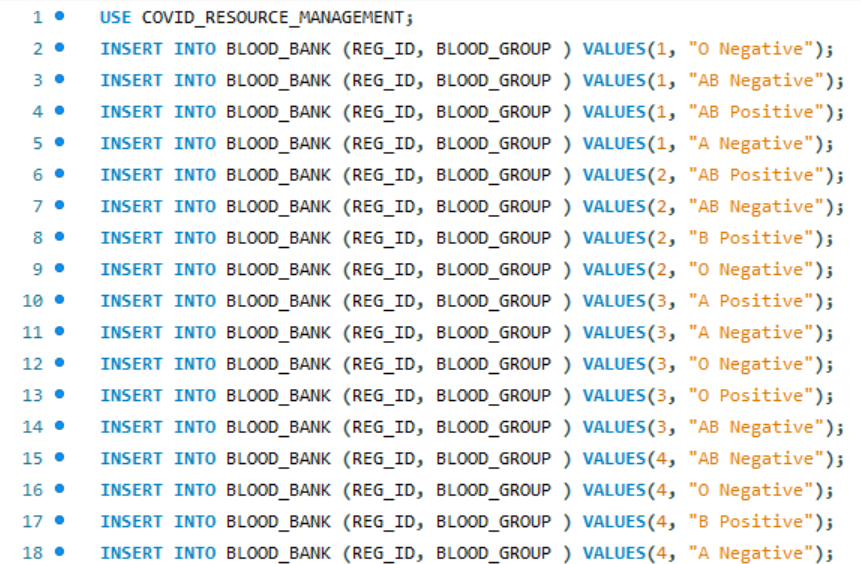 1 USE COVID_RESOURCE_MANAGEMENT;
2 INSERT INTO BLOOD_BANK (REG_ID, BLOOD_GROUP ) VALUES(1, "O Negative");
3 INSERT INTO BLOOD_BANK (REG_ID, BLOOD_GROUP ) VALUES(1, "AB Negative");
4 INSERT INTO BLOOD_BANK (REG_ID, BLOOD_GROUP ) VALUES(1, "AB Positive");
5 INSERT INTO BLOOD_BANK (REG_ID, BLOOD_GROUP ) VALUES(1, "A Negative");
6 INSERT INTO BLOOD_BANK (REG_ID, BLOOD_GROUP ) VALUES(2, "AB Positive");
7 INSERT INTO BLOOD_BANK (REG_ID, BLOOD_GROUP ) VALUES(2, "AB Negative");
8 INSERT INTO BLOOD_BANK (REG_ID, BLOOD_GROUP ) VALUES(2, "B Positive");
9 INSERT INTO BLOOD_BANK (REG_ID, BLOOD_GROUP ) VALUES(2, "O Negative");
10 INSERT INTO BLOOD_BANK (REG_ID, BLOOD_GROUP ) VALUES(3, "A Positive");
11 INSERT INTO BLOOD_BANK (REG_ID, BLOOD_GROUP ) VALUES(3, "A Negative");
12 INSERT INTO BLOOD_BANK (REG_ID, BLOOD_GROUP ) VALUES(3, "O Negative");
13 INSERT INTO BLOOD_BANK (REG_ID, BLOOD_GROUP ) VALUES(3, "O Positive");
14 INSERT INTO BLOOD_BANK (REG_ID, BLOOD_GROUP ) VALUES(3, "AB Negative");
15 INSERT INTO BLOOD_BANK (REG_ID, BLOOD_GROUP ) VALUES(4, "AB Negative");
16 INSERT INTO BLOOD_BANK (REG_ID, BLOOD_GROUP ) VALUES(4, "O Negative");
17 INSERT INTO BLOOD_BANK (REG_ID, BLOOD_GROUP ) VALUES(4, "B Positive");
18 INSERT INTO BLOOD_BANK (REG_ID, BLOOD_GROUP ) VALUES(4, "A Negative");